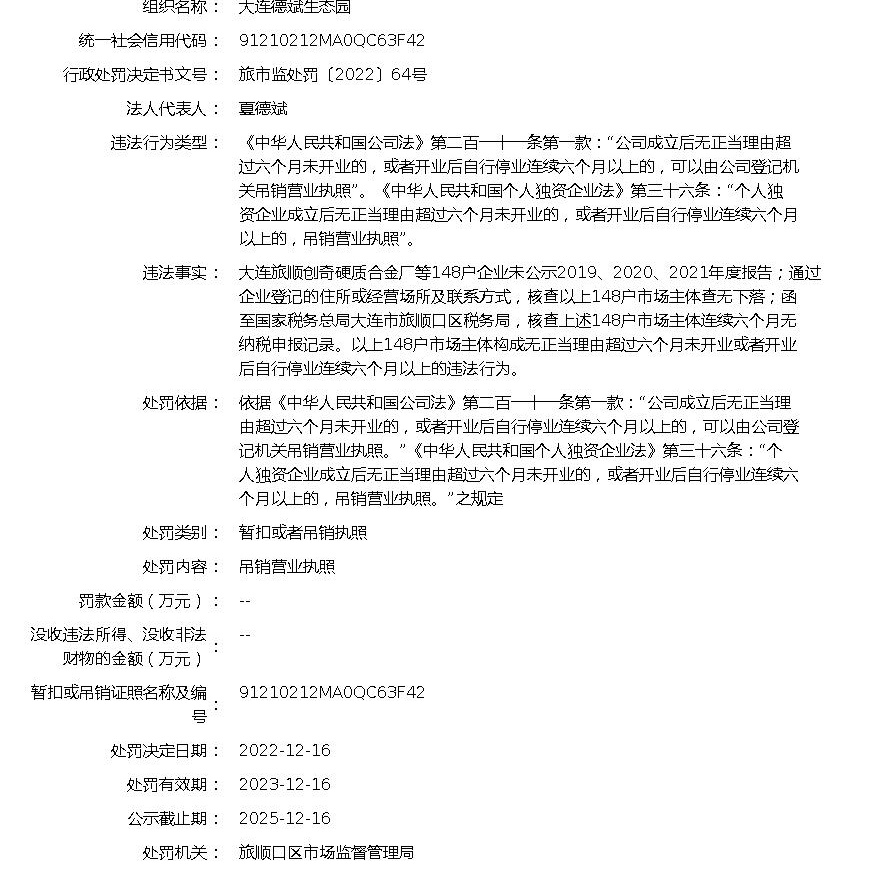 组织名称： 大连德斌生态园
统一社会信用代码： 91210212MA0QC63F42
行政处罚决定书文号： 旅市监处罚〔2022〕64号
法人代表人： 夏德斌
违法行为类型： 《中华人民共和国公司法》第二百一十一条第一款：“公司成立后无正当理由超
过六个月未开业的，或者开业后自行停业连续六个月以上的，可以由公司登记机
关吊销营业执照”。《中华人民共和国个人独资企业法》第三十六条：“个人独
资企业成立后无正当理由超过六个月未开业的，或者开业后自行停业连续六个月
以上的，吊销营业执照”。
违法事实： 大连旅顺创奇硬质合金厂等148户企业未公示2019、2020、2021年度报告；通过
企业登记的住所或经营场所及联系方式，核查以上148户市场主体查无下落；函
至国家税务总局大连市旅顺口区税务局，核查上述148户市场主体连续六个月无
纳税申报记录。以上148户市场主体构成无正当理由超过六个月未开业或者开业
后自行停业连续六个月以上的违法行为。
处罚依据： 依据《中华人民共和国公司法》第二百一十一条第一款：“公司成立后无正当理
由超过六个月未开业的，或者开业后自行停业连续六个月以上的，可以由公司登
记机关吊销营业执照。”《中华人民共和国个人独资企业法》第三十六条：“个
人独资企业成立后无正当理由超过六个月未开业的，或者开业后自行停业连续六
个月以上的，吊销营业执照。”之规定
处罚类别： 暂扣或者吊销执照
处罚内容： 吊销营业执照
罚款金额（万元）： --
没收违法所得、没收非法
财物的金额（万元）： --
暂扣或吊销证照名称及编
号： 91210212MA0QC63F42
处罚决定日期： 2022-12-16
处罚有效期： 2023-12-16
公示截止期： 2025-12-16
处罚机关： 旅顺口区市场监督管理局